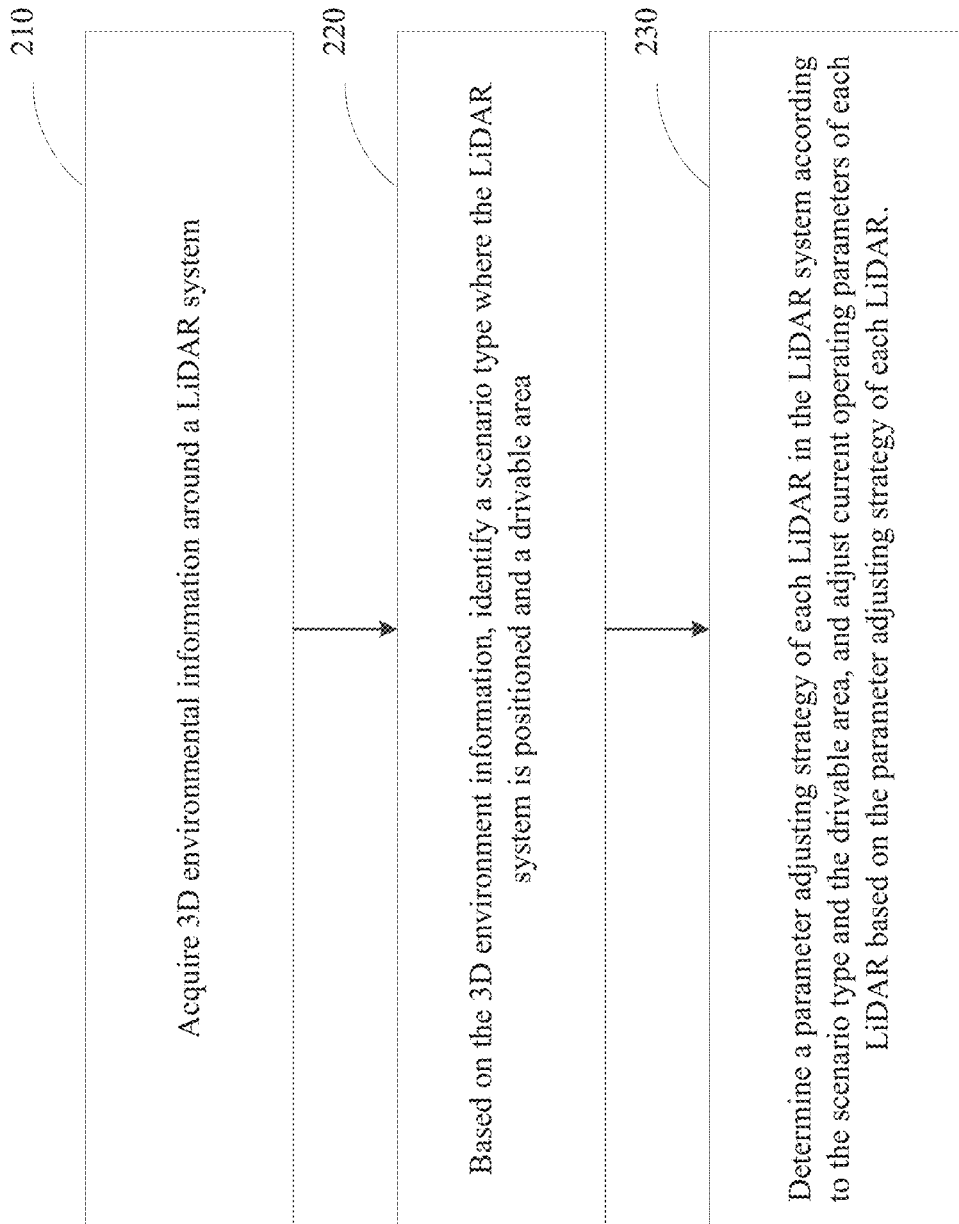 210
Acquire 3D environmental information around a LiDAR system
220
Based on the 3D environment information, identify a scenario type where the LiDAR
system is positioned and a drivable area
230
Determine a parameter adjusting strategy of each LiDAR in the LiDAR system according
to the scenario type and the drivable area, and adjust current operating parameters of each
LiDAR based on the parameter adjusting strategy of each LiDAR.